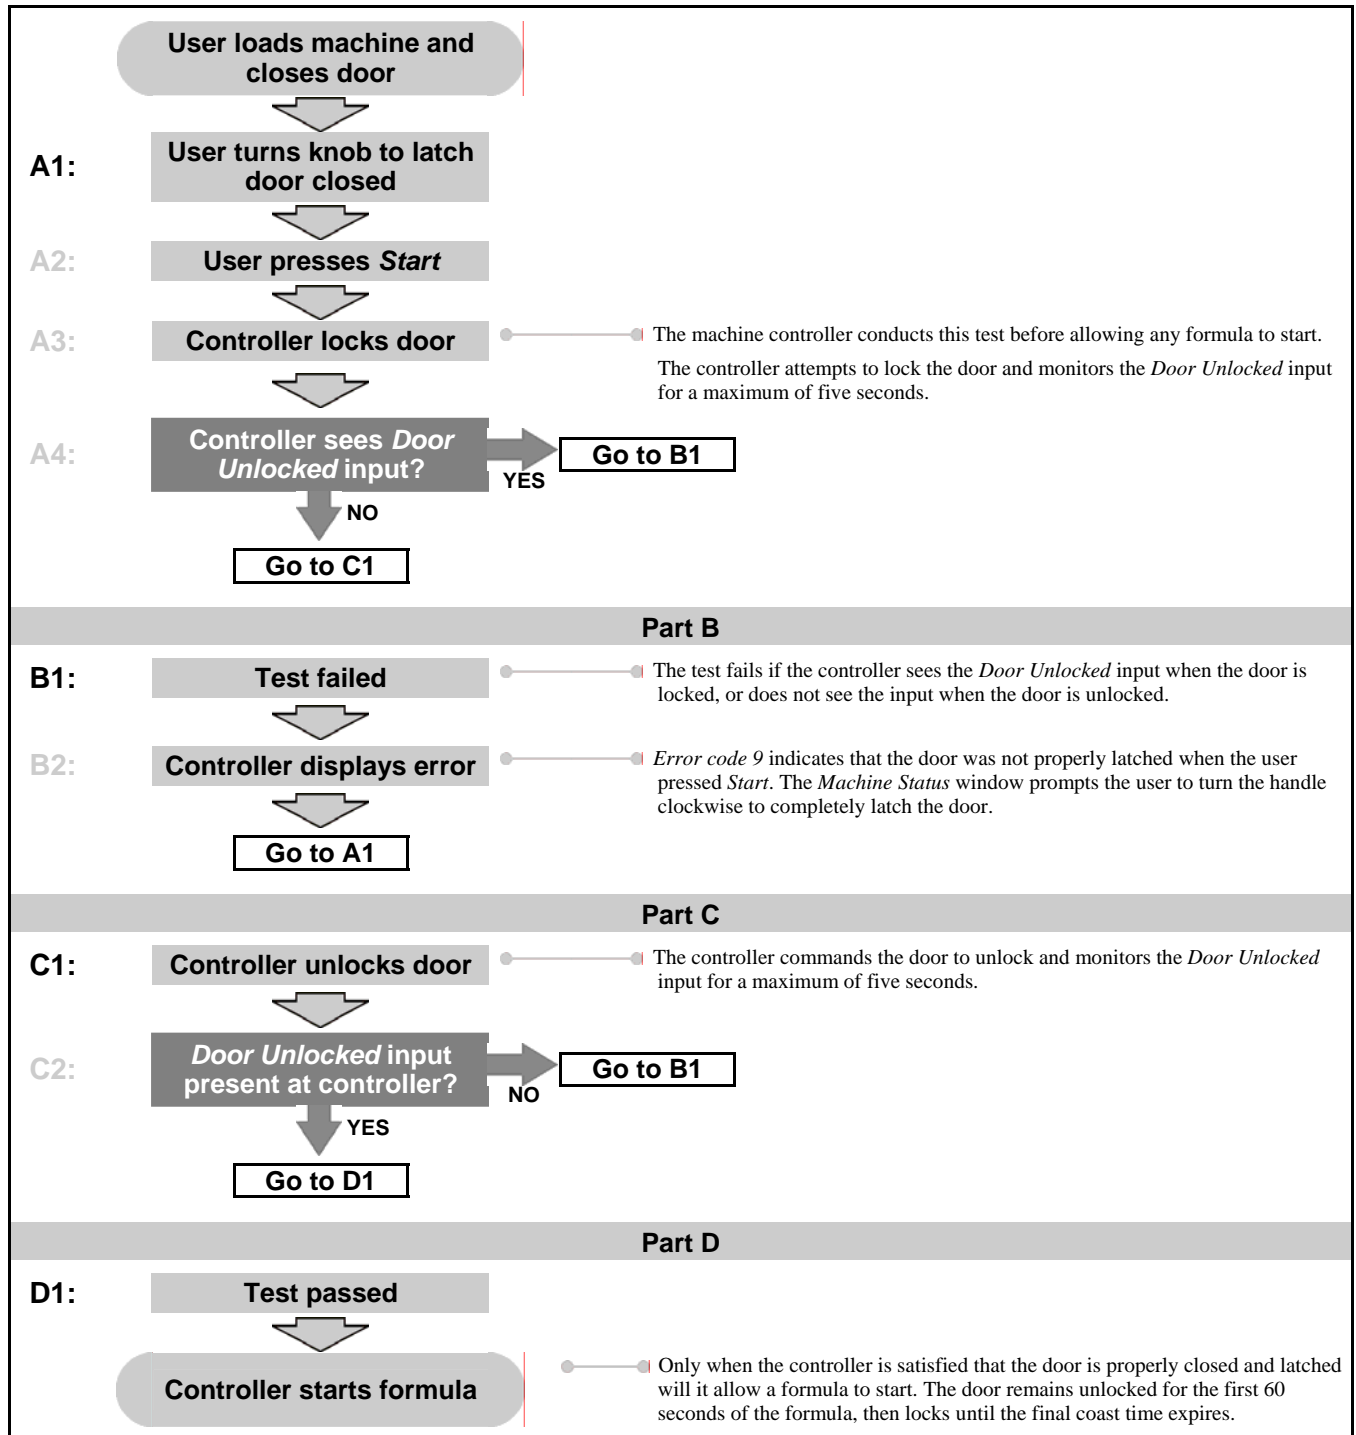 User loads machine and
closes door
A1:
User turns knob to latch
door closed
A2:
User presses Start
A3:
Controller locks door
The machine controller conducts this test before allowing any formula to start.
The controller attempts to lock the door and monitors the Door Unlocked input
for a maximum of five seconds.
A4:
Controller sees Door
Unlocked input?
YES
Go to B1
NO
Go to C1
Part B
B1:
Test failed
The test fails if the controller sees the Door Unlocked input when the door is
locked, or does not see the input when the door is unlocked.
B2:
Controller displays error
Error code 9 indicates that the door was not properly latched when the user
pressed Start. The Machine Status window prompts the user to turn the handle
clockwise to completely latch the door.
Go to A1
Part C
C1:
Controller unlocks door
The controller commands the door to unlock and monitors the Door Unlocked
input for a maximum of five seconds.
C2:
Door Unlocked input
present at controller?
NO
Go to B1
YES
Go to D1
Part D
D1:
Test passed
Controller starts formula
Only when the controller is satisfied that the door is properly closed and latched
will it allow a formula to start. The door remains unlocked for the first 60
seconds of the formula, then locks until the final coast time expires.